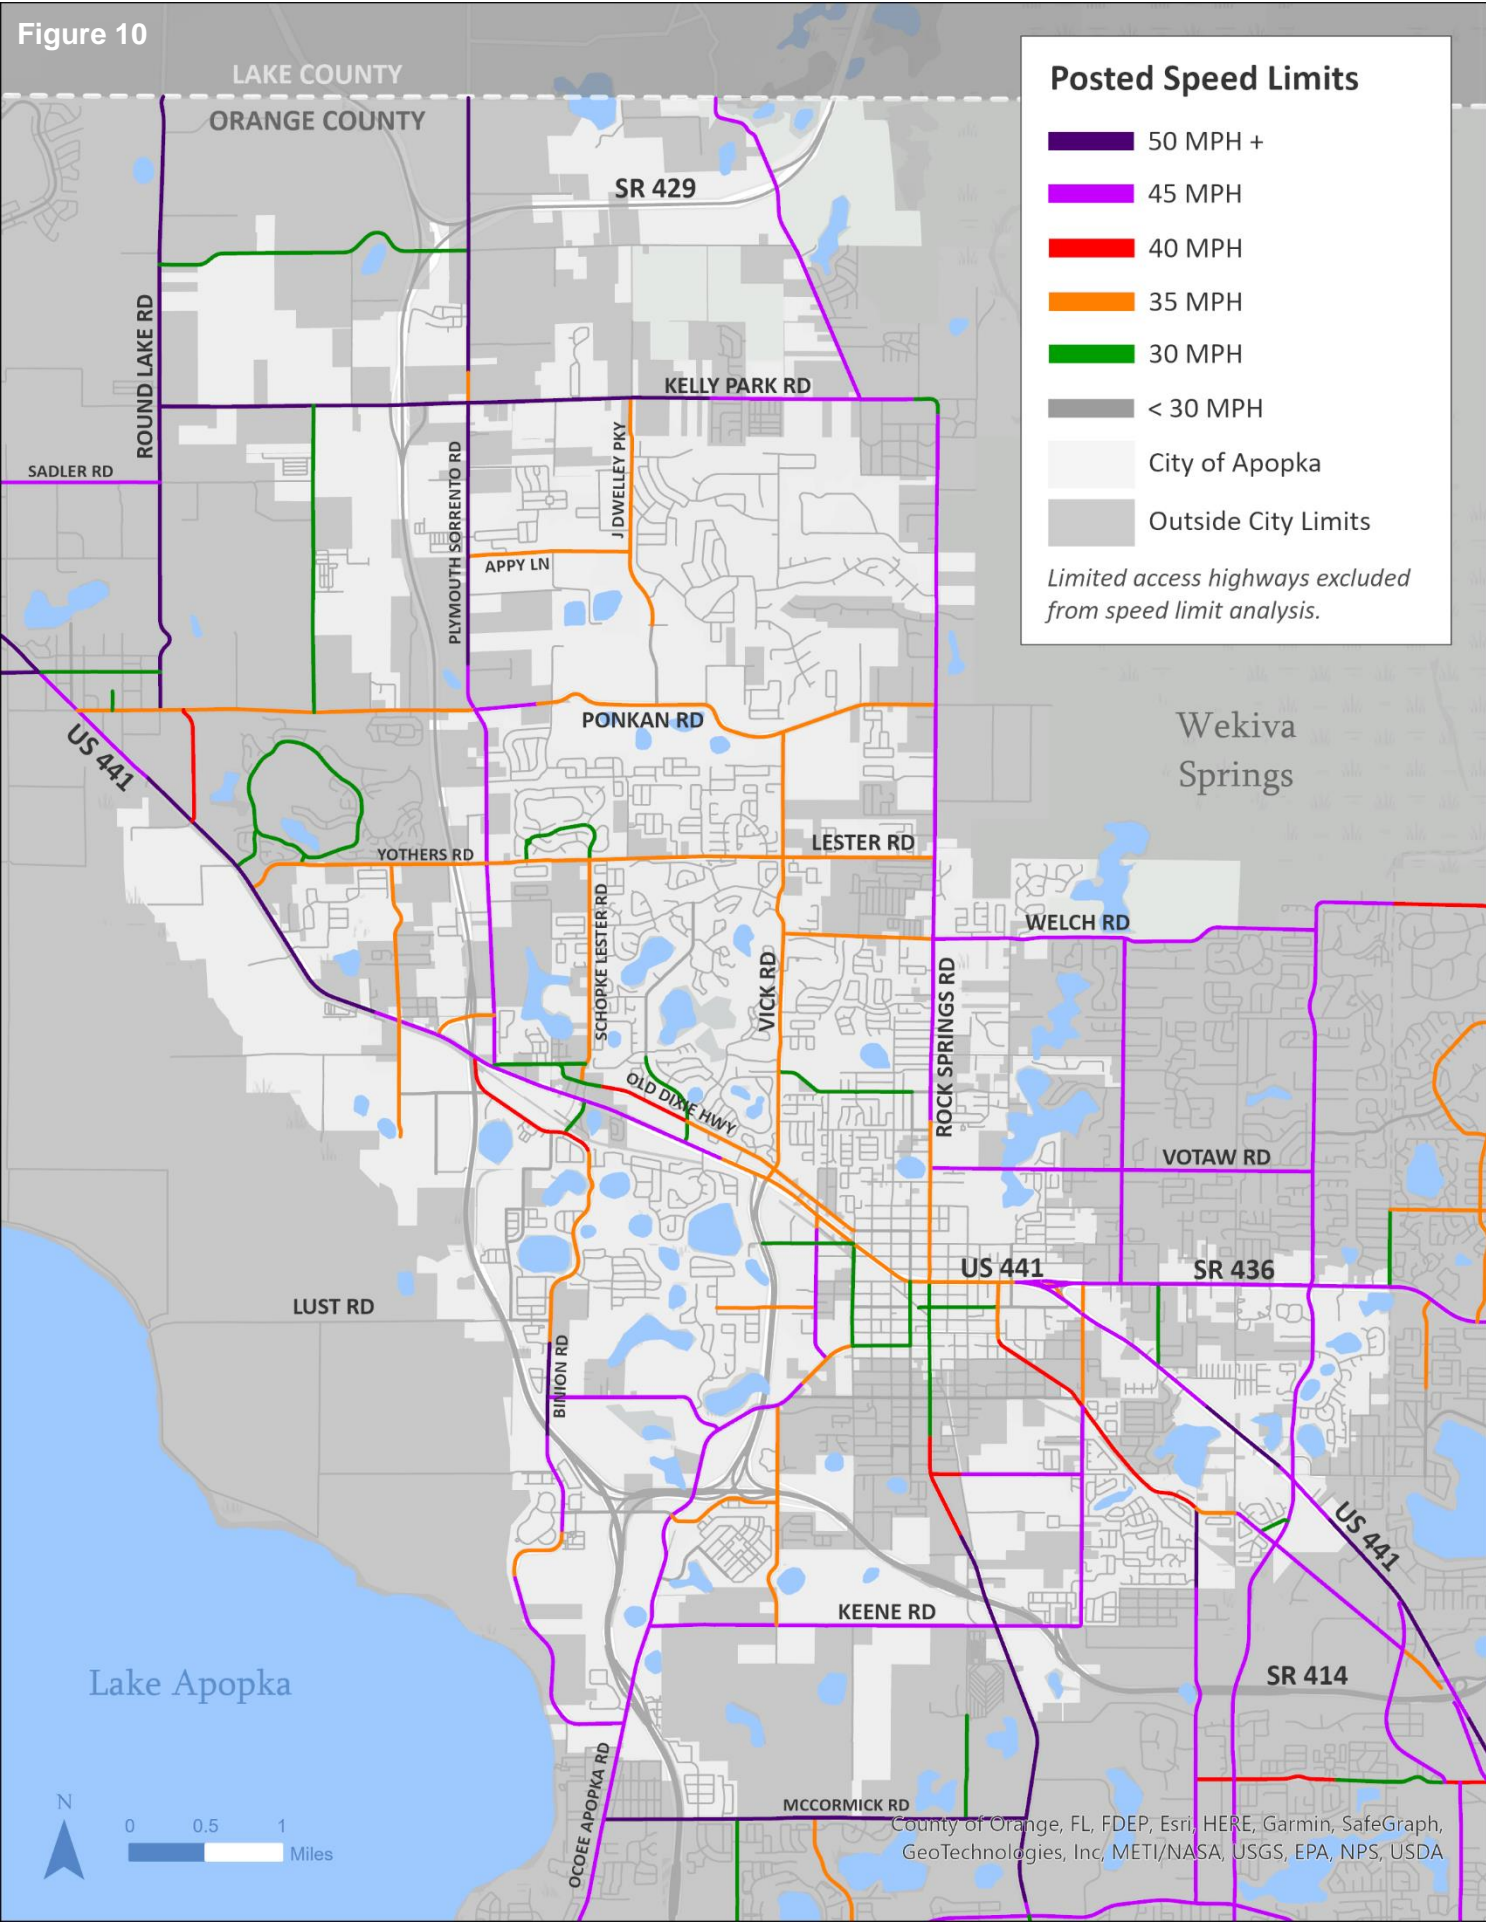 Figure 10
LAKE COUNTY
ORANGE COUNTY
Posted Speed Limits
50 MPH +
45 MPH
40 MPH
35 MPH
30 MPH
< 30 MPH
City of Apopka
Outside City Limits
Limited access highways excluded
from speed limit analysis.
SR 429
ROUND LAKE RD
KELLY PARK RD
SADLER RD
PLYMOUTH SORRENTO RD
J DWELLEY PKY
APPY LN
US 441
PONKAN RD
Wekiva
Springs
YOTHERS RD
LESTER RD
SCHOPKE LESTER RD
VICK RD
WELCH RD
ROCK SPRINGS RD
OLD DIXIE HWY
VOTAW RD
US 441
SR 436
LUST RD
BINION RD
US 441
KEENE RD
SR 414
Lake Apopka
OCOEE APOPKA RD
MCCORMICK RD
N
0 0.5 1
Miles
County of Orange, FL, FDEP, Esri, HERE, Garmin, SafeGraph,
GeoTechnologies, Inc, METI/NASA, USGS, EPA, NPS, USDA